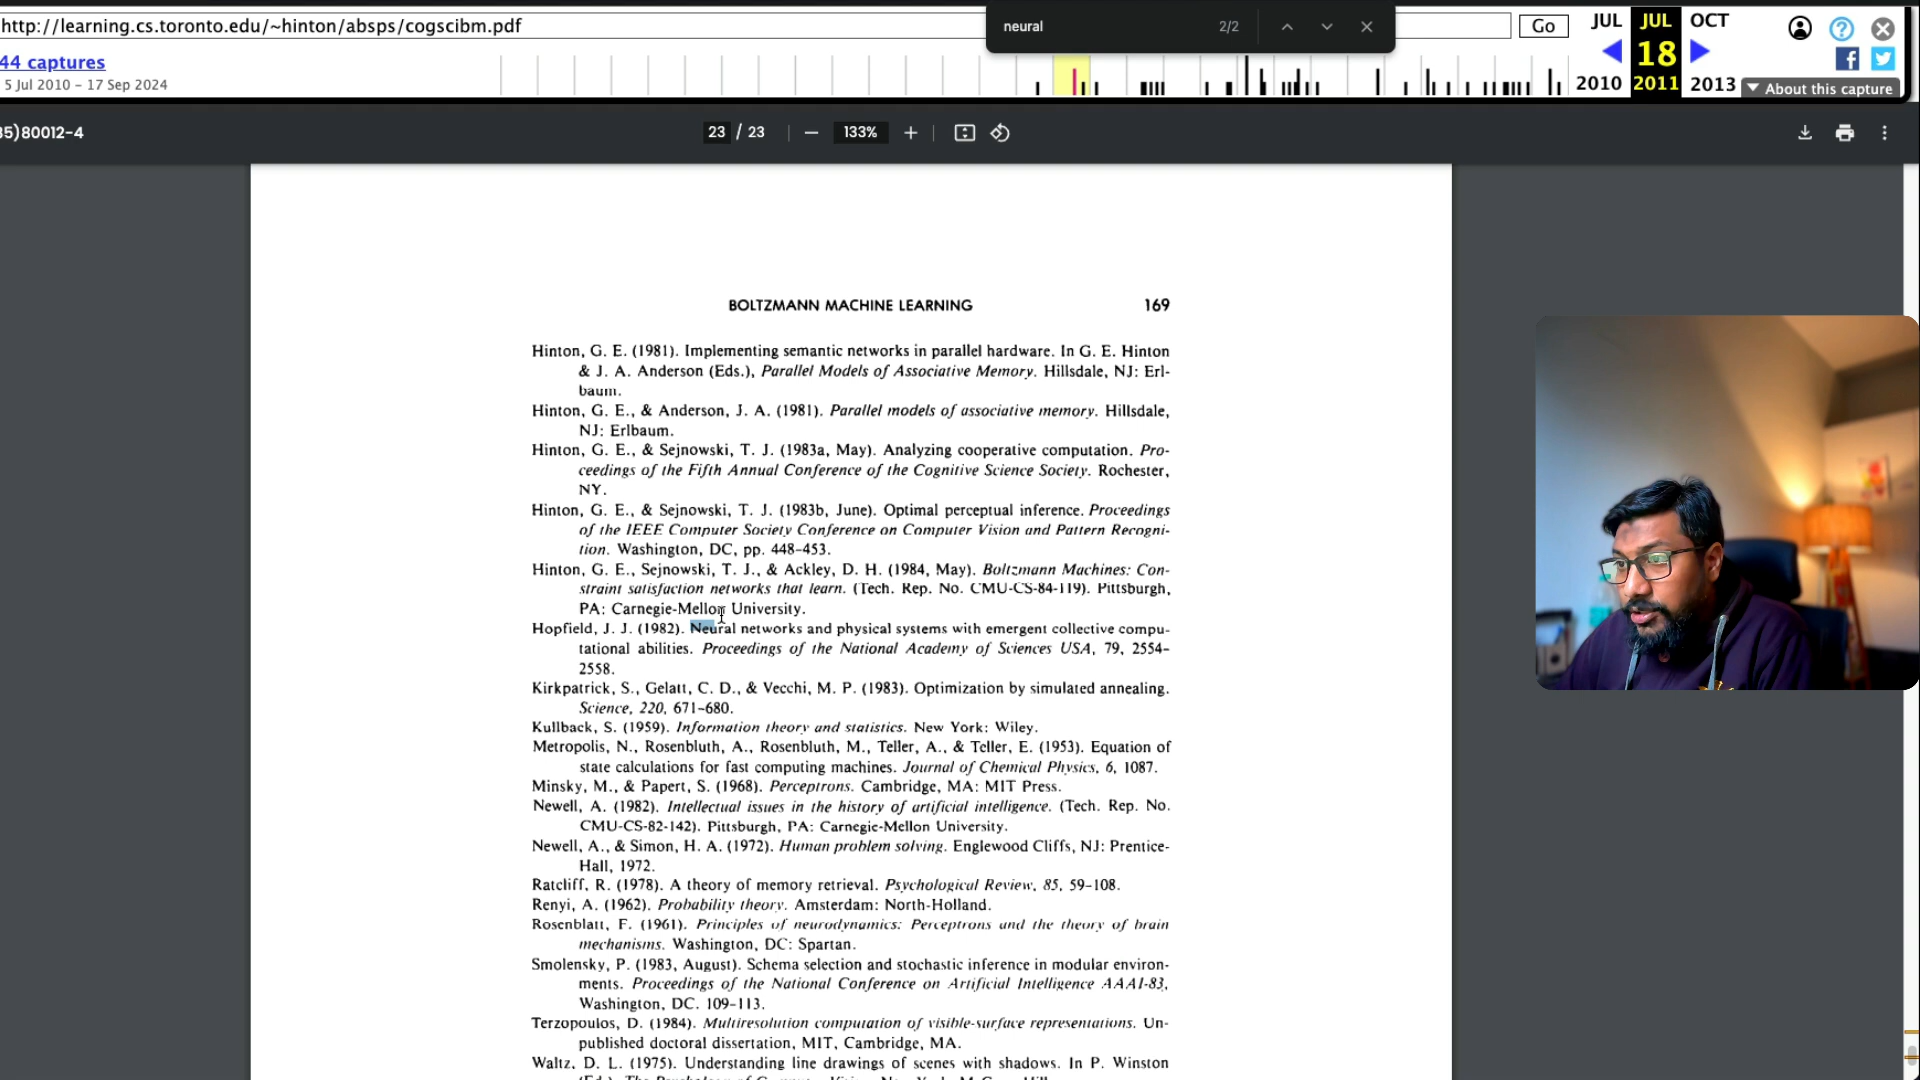 http://learning.cs.toronto.edu/~hinton/absps/cogscibm.pdf
neural 2/2
Go
JUL JUL OCT
44 captures
18
5 Jul 2010 – 17 Sep 2024
2010 2011 2013
About this capture
35)80012-4
23 / 23
133%
BOLTZMANN MACHINE LEARNING 169
Hinton, G. E. (1981). Implementing semantic networks in parallel hardware. In G. E. Hinton
& J. A. Anderson (Eds.), Parallel Models of Associative Memory. Hillsdale, NJ: Erl-
baum.
Hinton, G. E., & Anderson, J. A. (1981). Parallel models of associative memory. Hillsdale,
NJ: Erlbaum.
Hinton, G. E., & Sejnowski, T. J. (1983a, May). Analyzing cooperative computation. Pro-
ceedings of the Fifth Annual Conference of the Cognitive Science Society. Rochester,
NY.
Hinton, G. E., & Sejnowski, T. J. (1983b, June). Optimal perceptual inference. Proceedings
of the IEEE Computer Society Conference on Computer Vision and Pattern Recogni-
tion. Washington, DC, pp. 448-453.
Hinton, G. E., Sejnowski, T. J., & Ackley, D. H. (1984, May). Boltzmann Machines: Con-
straint satisfaction networks that learn. (Tech. Rep. No. CMU-CS-84-119). Pittsburgh,
PA: Carnegie-Mellon University.
Hopfield, J. J. (1982). Neural networks and physical systems with emergent collective compu-
tational abilities. Proceedings of the National Academy of Sciences USA, 79, 2554-
2558.
Kirkpatrick, S., Gelatt, C. D., & Vecchi, M. P. (1983). Optimization by simulated annealing.
Science, 220, 671-680.
Kullback, S. (1959). Information theory and statistics. New York: Wiley.
Metropolis, N., Rosenbluth, A., Rosenbluth, M., Teller, A., & Teller, E. (1953). Equation of
state calculations for fast computing machines. Journal of Chemical Physics, 6, 1087.
Minsky, M., & Papert, S. (1968). Perceptrons. Cambridge, MA: MIT Press.
Newell, A. (1982). Intellectual issues in the history of artificial intelligence. (Tech. Rep. No.
CMU-CS-82-142). Pittsburgh, PA: Carnegie-Mellon University.
Newell, A., & Simon, H. A. (1972). Human problem solving. Englewood Cliffs, NJ: Prentice-
Hall, 1972.
Ratcliff, R. (1978). A theory of memory retrieval. Psychological Review, 85, 59-108.
Renyi, A. (1962). Probability theory. Amsterdam: North-Holland.
Rosenblatt, F. (1961). Principles of neurodynamics: Perceptrons and the theory of brain
mechanisms. Washington, DC: Spartan.
Smolensky, P. (1983, August). Schema selection and stochastic inference in modular environ-
ments. Proceedings of the National Conference on Artificial Intelligence AAAI-83,
Washington, DC. 109-113.
Terzopoulos, D. (1984). Multiresolution computation of visible-surface representations. Un-
published doctoral dissertation, MIT, Cambridge, MA.
Waltz, D. L. (1975). Understanding line drawings of scenes with shadows. In P. Winston